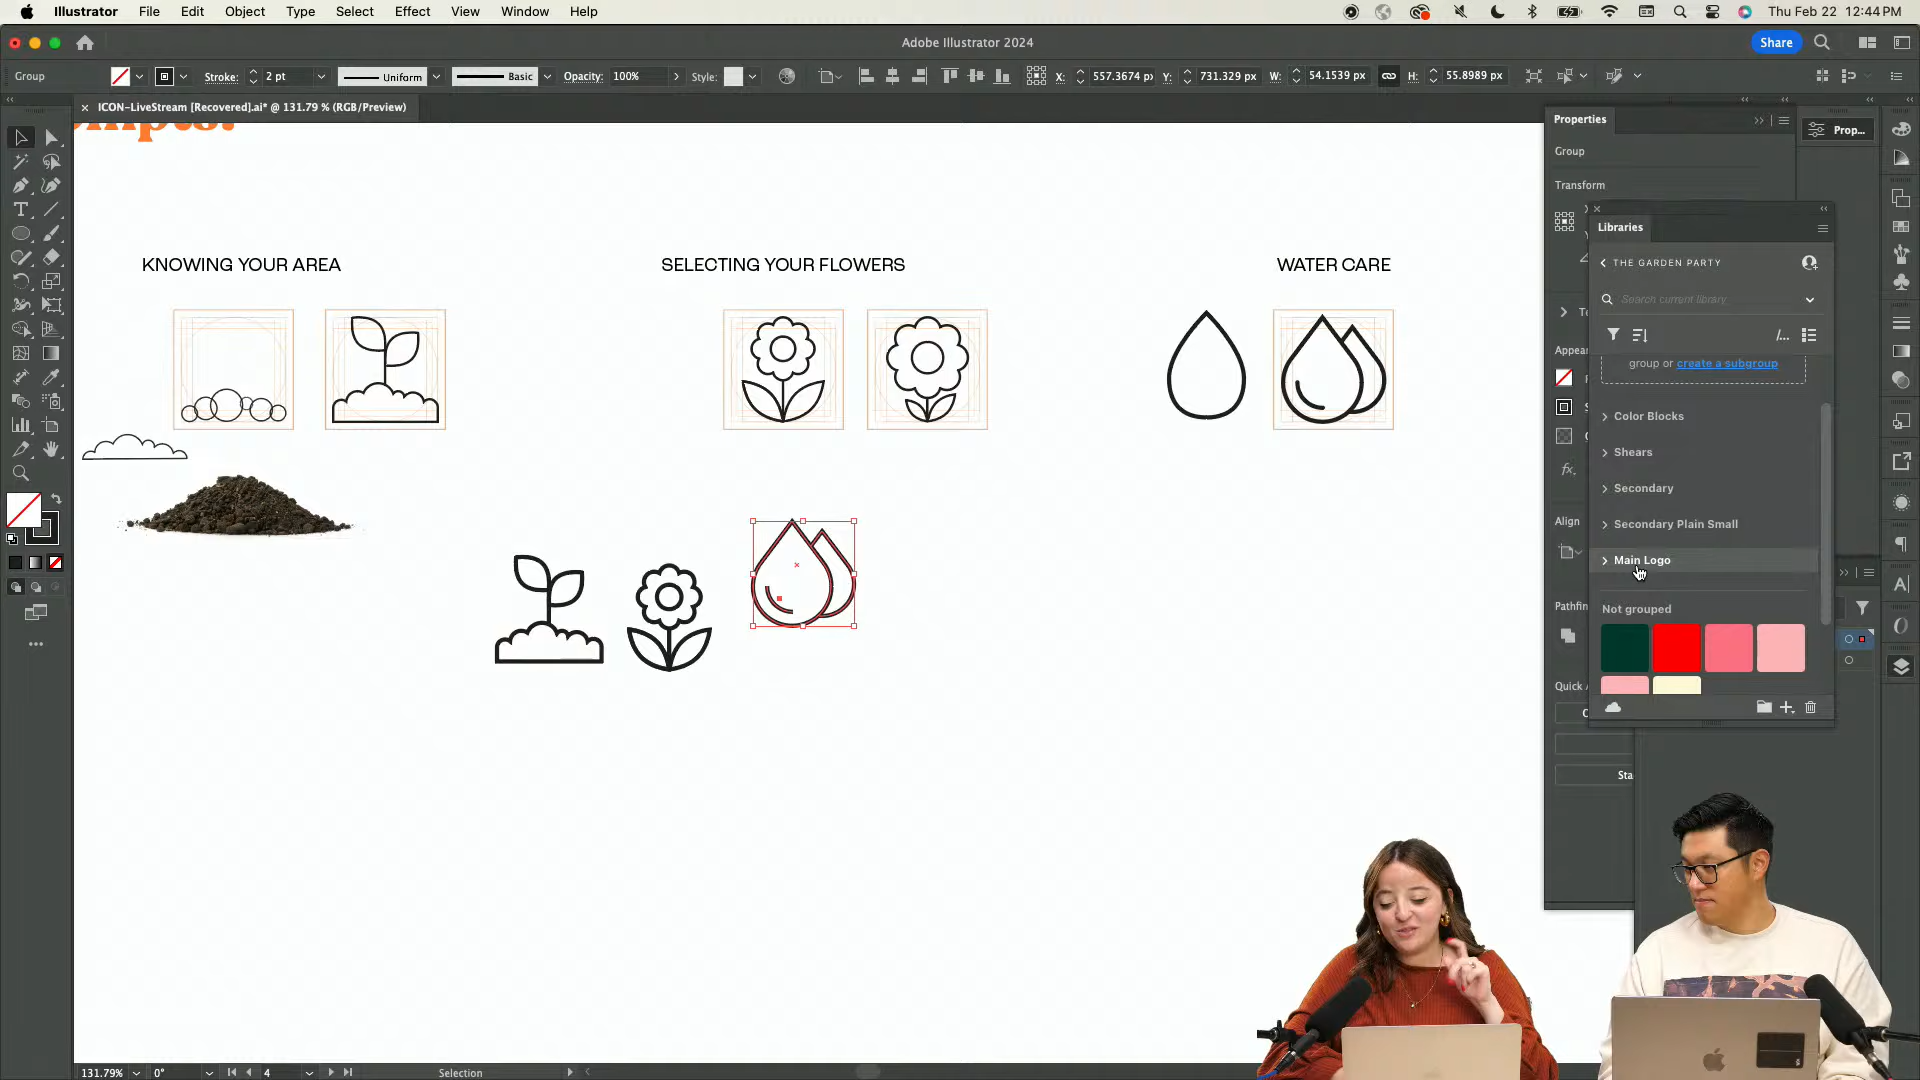 Illustrator File Edit Object Type Select Effect View Window Help
Thu Feb 22 12:44 PM
Adobe Illustrator 2024
Share
Group
Stroke: 2 pt
Uniform
Basic
Opacity: 100%
Style:
X: 557.3674 px
Y: 731.329 px
W: 54.1539 px
H: 55.8989 px
ICON-LiveStream [Recovered].ai* @ 131.79 % (RGB/Preview)
Properties
Prop...
Group
Transform
Libraries
THE GARDEN PARTY
Search current library
group or create a subgroup
Color Blocks
Shears
Secondary
Secondary Plain Small
Main Logo
Not grouped
Align
KNOWING YOUR AREA
SELECTING YOUR FLOWERS
WATER CARE
131.79%
0°
4
Selection